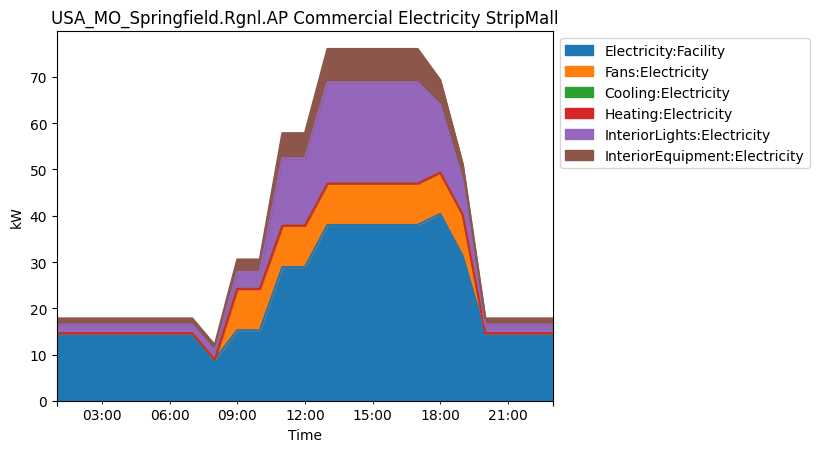 USA_MO_Springfield.Rgnl.AP Commercial Electricity StripMall
Electricity:Facility
Fans:Electricity
Cooling:Electricity
Heating:Electricity
InteriorLights:Electricity
InteriorEquipment:Electricity
kW
70
60
50
40
30
20
10
0
03:00 06:00 09:00 12:00 15:00 18:00 21:00
Time